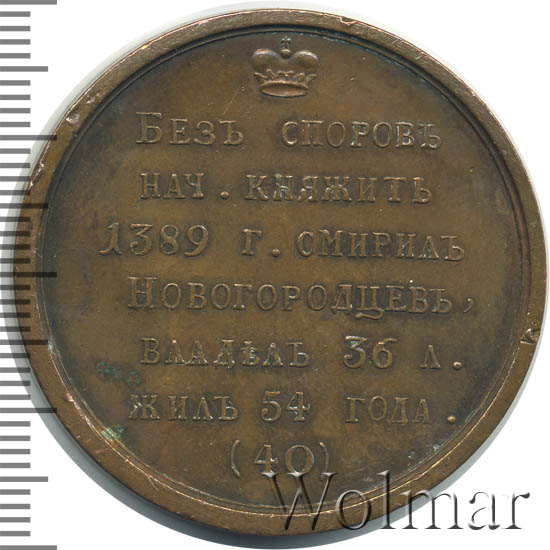 Безъ споровъ
нач. княжить
1389 г. смирилъ
Новогородцевъ,
владѣлъ 36 л.
жилъ 54 года.
(40)
Wolmar